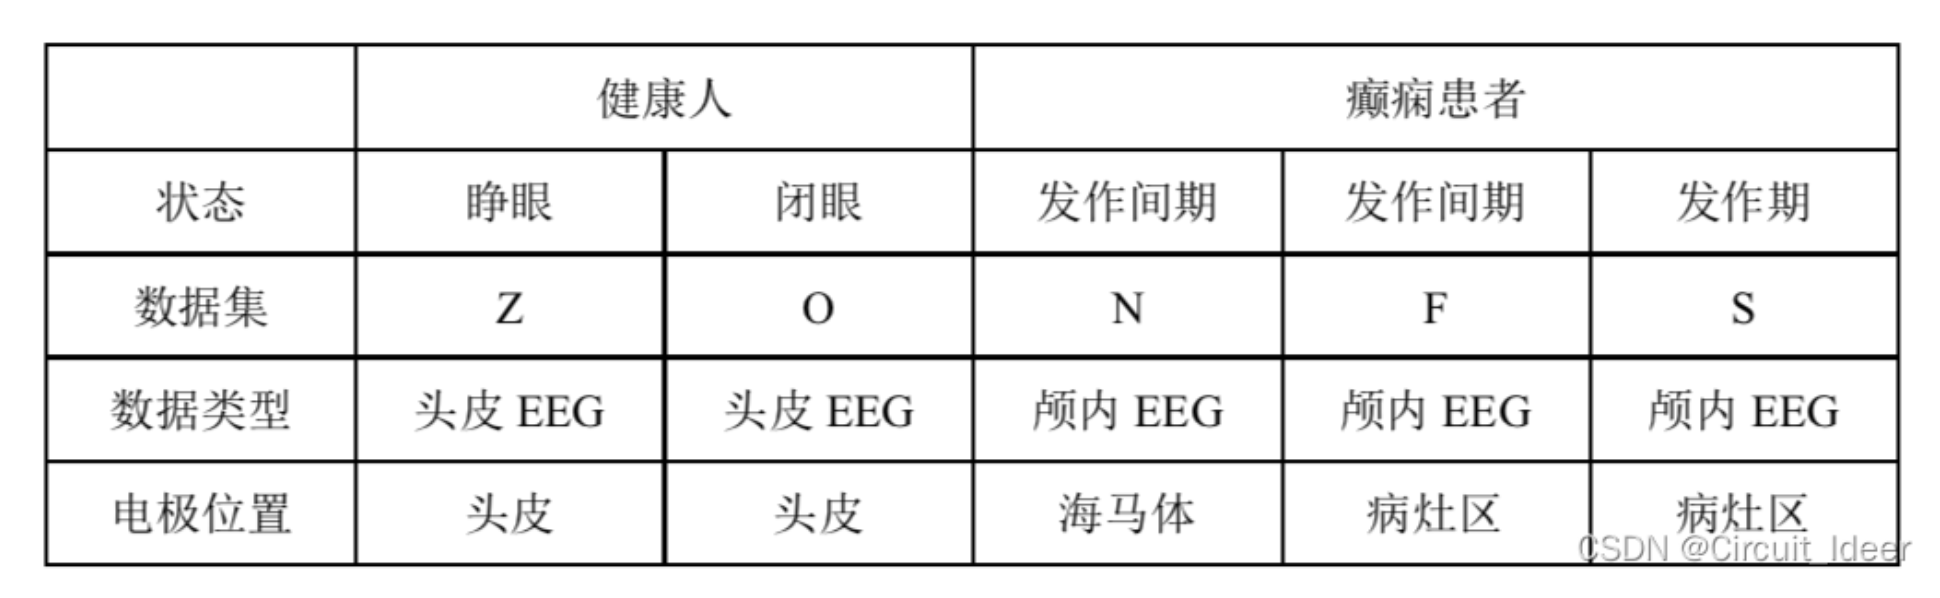 健康人 癫痫患者
状态 睁眼 闭眼 发作间期 发作间期 发作期
数据集 Z O N F S
数据类型 头皮 EEG 头皮 EEG 颅内 EEG 颅内 EEG 颅内 EEG
电极位置 头皮 头皮 海马体 病灶区 病灶区
CSDN @Circuit_Ideer